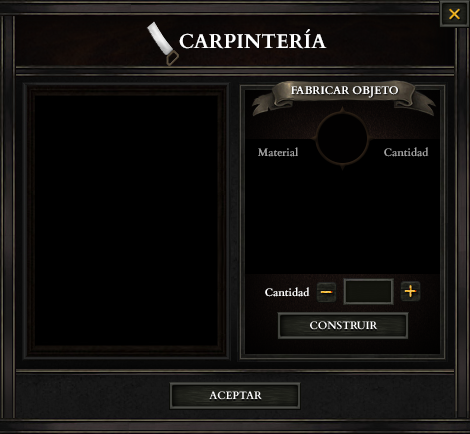 CARPINTERÍA
FABRICAR OBJETO
Material Cantidad
Cantidad
CONSTRUIR
ACEPTAR